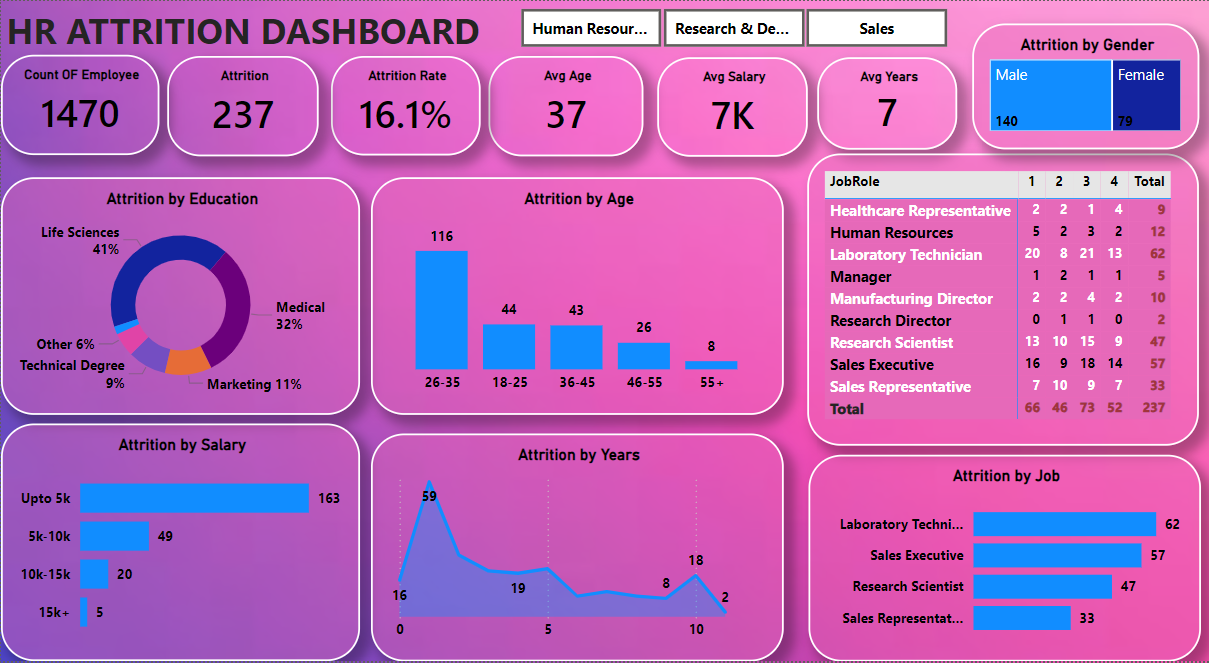 HR ATTRITION DASHBOARD
Human Resour...
Research & De...
Sales
Count OF Employee
1470
Attrition
237
Attrition Rate
16.1%
Avg Age
37
Avg Salary
7K
Avg Years
7
Attrition by Gender
Male
Female
140
79
Attrition by Education
Life Sciences
41%
Medical
32%
Other 6%
Technical Degree
9%
Marketing 11%
Attrition by Age
116
44
43
26
8
26-35
18-25
36-45
46-55
55+
JobRole 1 2 3 4 Total
Healthcare Representative 2 2 1 4 9
Human Resources 5 2 3 2 12
Laboratory Technician 20 8 21 13 62
Manager 1 2 1 1 5
Manufacturing Director 2 2 4 2 10
Research Director 0 1 1 0 2
Research Scientist 13 10 15 9 47
Sales Executive 16 9 18 14 57
Sales Representative 7 10 9 7 33
Total 66 46 73 52 237
Attrition by Salary
Upto 5k 163
5k-10k 49
10k-15k 20
15k+ 5
Attrition by Years
59
16
19
8
18
2
0
5
10
Attrition by Job
Laboratory Techni... 62
Sales Executive 57
Research Scientist 47
Sales Representat... 33